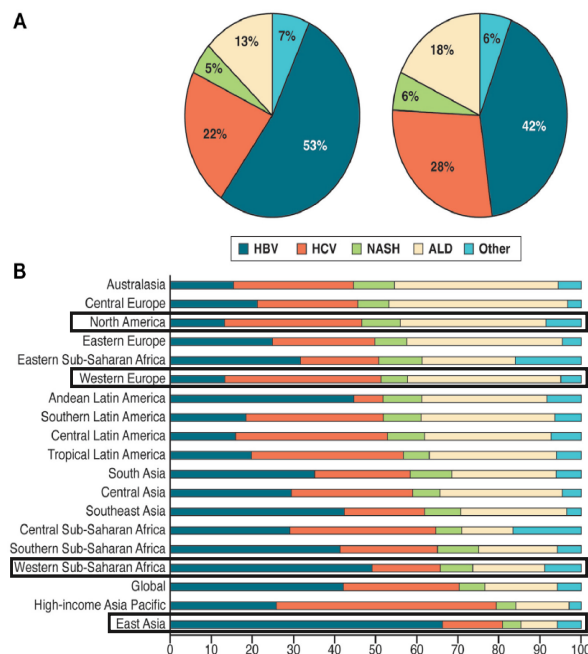 A
7%
13%
5%
22%
53%
6%
18%
6%
28%
42%
HBV HCV NASH ALD Other
B
Australasia
Central Europe
North America
Eastern Europe
Eastern Sub-Saharan Africa
Western Europe
Andean Latin America
Southern Latin America
Central Latin America
Tropical Latin America
South Asia
Central Asia
Southeast Asia
Central Sub-Saharan Africa
Southern Sub-Saharan Africa
Western Sub-Saharan Africa
Global
High-income Asia Pacific
East Asia
0 10 20 30 40 50 60 70 80 90 100